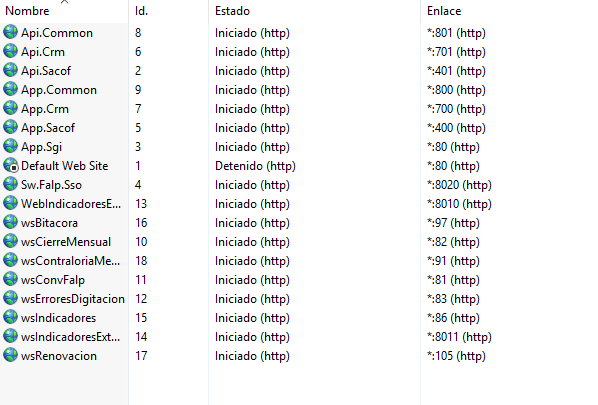 Nombre Id. Estado Enlace
Api.Common 8 Iniciado (http) *:801 (http)
Api.Crm 6 Iniciado (http) *:701 (http)
Api.Sacof 2 Iniciado (http) *:401 (http)
App.Common 9 Iniciado (http) *:800 (http)
App.Crm 7 Iniciado (http) *:700 (http)
App.Sacof 5 Iniciado (http) *:400 (http)
App.Sgi 3 Iniciado (http) *:80 (http)
Default Web Site 1 Detenido (http) *:80 (http)
Sw.Falp.Sso 4 Iniciado (http) *:8020 (http)
WebIndicadoresE... 13 Iniciado (http) *:8010 (http)
wsBitacora 16 Iniciado (http) *:97 (http)
wsCierreMensual 10 Iniciado (http) *:82 (http)
wsContraloriaMe... 18 Iniciado (http) *:91 (http)
wsConvFalp 11 Iniciado (http) *:81 (http)
wsErroresDigitacion 12 Iniciado (http) *:83 (http)
wsIndicadores 15 Iniciado (http) *:86 (http)
wsIndicadoresExt... 14 Iniciado (http) *:8011 (http)
wsRenovacion 17 Iniciado (http) *:105 (http)